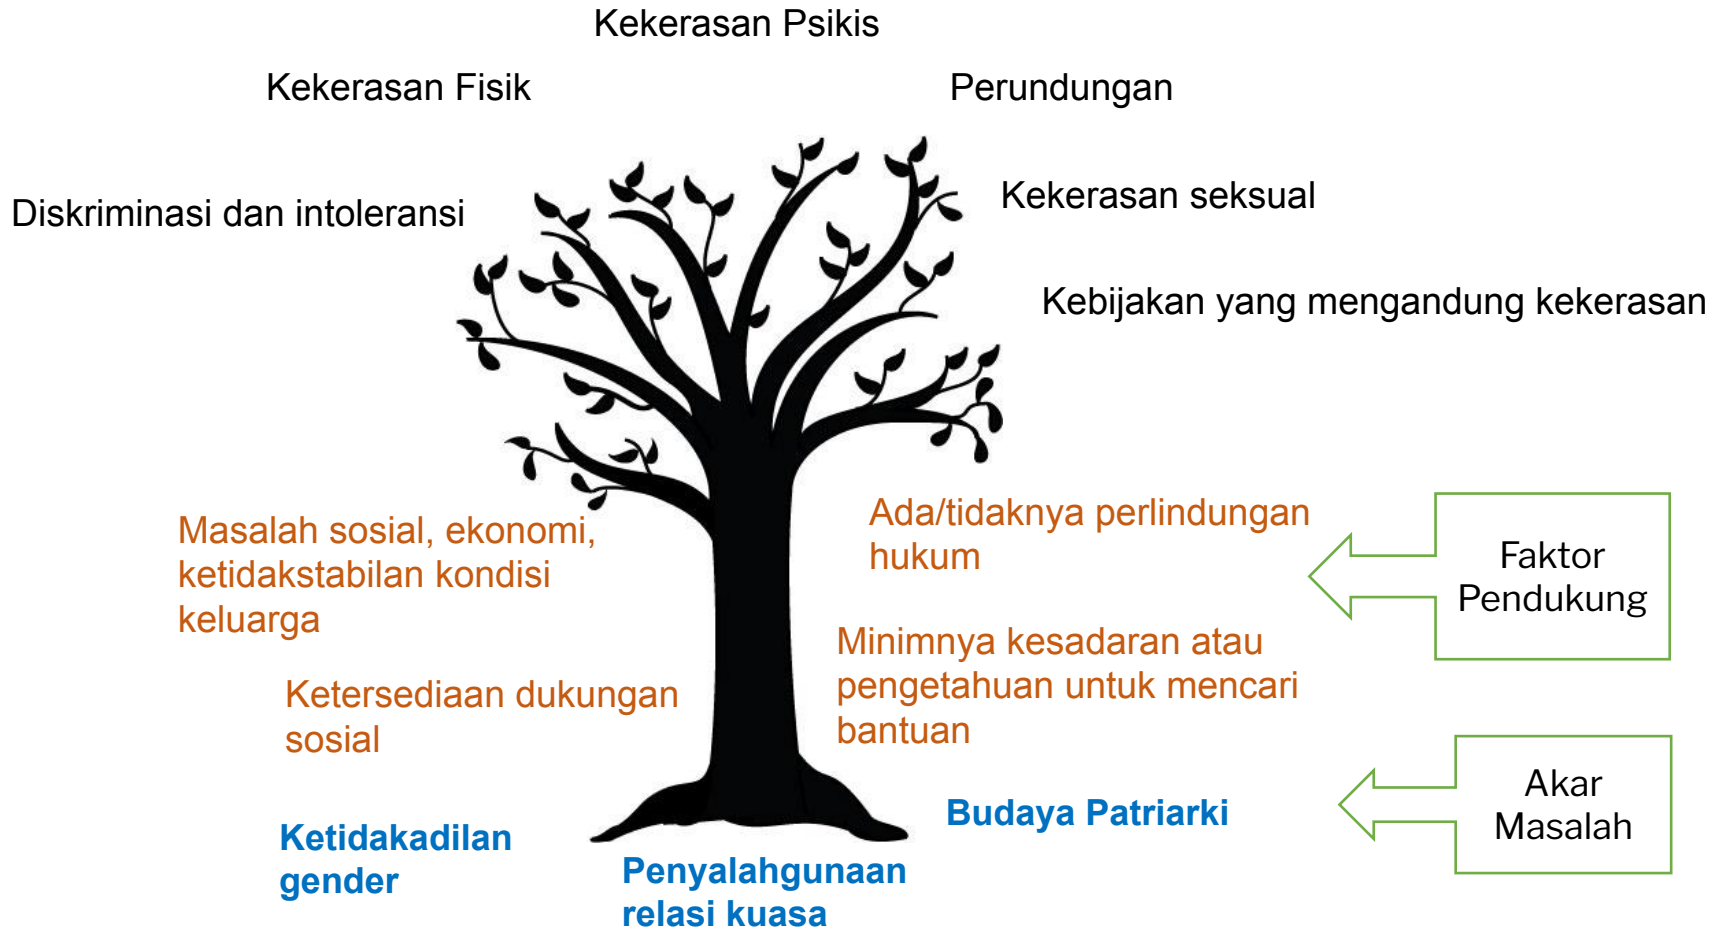 Kekerasan Psikis
Kekerasan Fisik
Perundungan
Diskriminasi dan intoleransi
Kekerasan seksual
Kebijakan yang mengandung kekerasan
Masalah sosial, ekonomi,
ketidakstabilan kondisi
keluarga
Ada/tidaknya perlindungan
hukum
Faktor
Pendukung
Ketersediaan dukungan
sosial
Minimnya kesadaran atau
pengetahuan untuk mencari
bantuan
Ketidakadilan
gender
Penyalahgunaan
relasi kuasa
Budaya Patriarki
Akar
Masalah